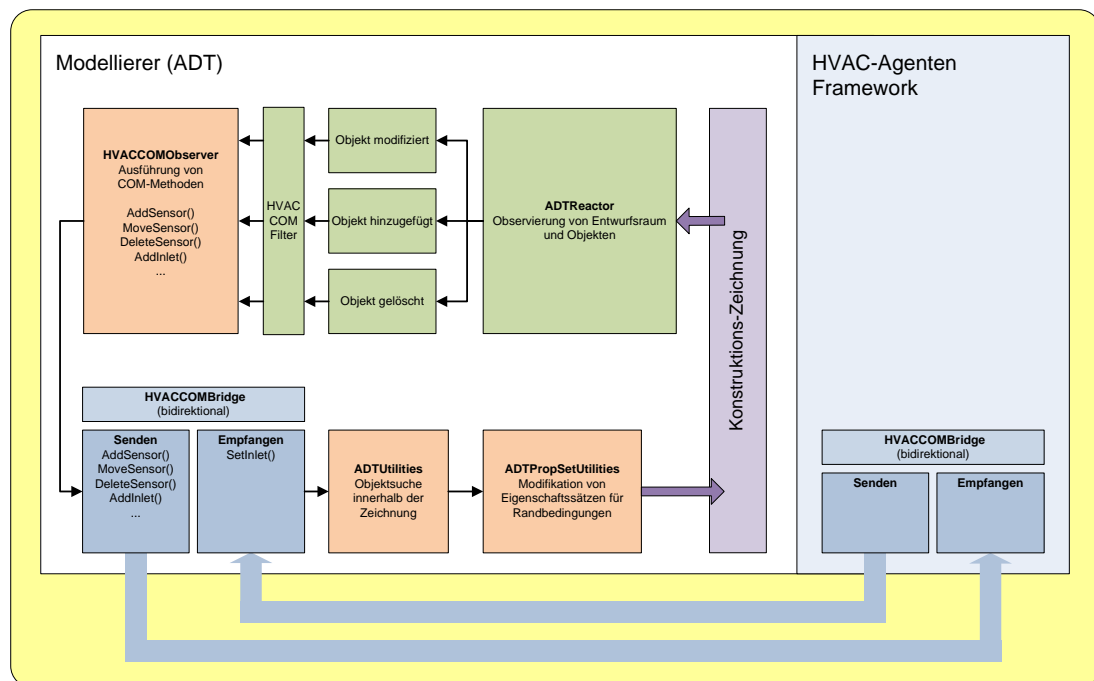 Modellierer (ADT)
HVAC-Agenten
Framework
HVACCOMObserver
Ausführung von
COM-Methoden
AddSensor()
MoveSensor()
DeleteSensor()
AddInlet()
...
HVAC
COM
Filter
Objekt modifiziert
Objekt hinzugefügt
Objekt gelöscht
ADTReactor
Observierung von Entwurfsraum
und Objekten
Konstruktions-Zeichnung
HVACCOMBridge
(bidirektional)
Senden
AddSensor()
MoveSensor()
DeleteSensor()
AddInlet()
...
Empfangen
SetInlet()
ADTUtilities
Objektsuche
innerhalb der
Zeichnung
ADTPropSetUtilities
Modifikation von
Eigenschaftssätzen für
Randbedingungen
HVACCOMBridge
(bidirektional)
Senden
Empfangen